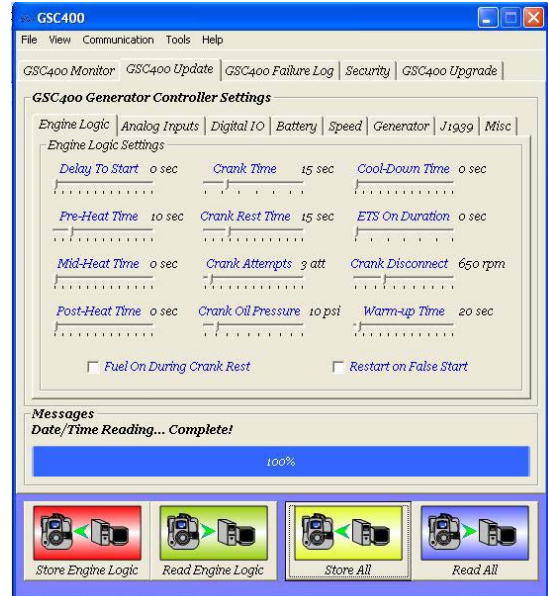 GSC400
File View Communication Tools Help
GSC400 Monitor GSC400 Update GSC400 Failure Log Security GSC400 Upgrade
GSC400 Generator Controller Settings
Engine Logic Analog Inputs Digital IO Battery Speed Generator J1939 Misc
Engine Logic Settings
Delay To Start 0 sec Crank Time 15 sec Cool-Down Time 0 sec
Pre-Heat Time 10 sec Crank Rest Time 15 sec ETS On Duration 0 sec
Mid-Heat Time 0 sec Crank Attempts 3 att Crank Disconnect 650 rpm
Post-Heat Time 0 sec Crank Oil Pressure 10 psi Warm-up Time 20 sec
Fuel On During Crank Rest Restart on False Start
Messages
Date/Time Reading... Complete!
100%
Store Engine Logic Read Engine Logic Store All Read All